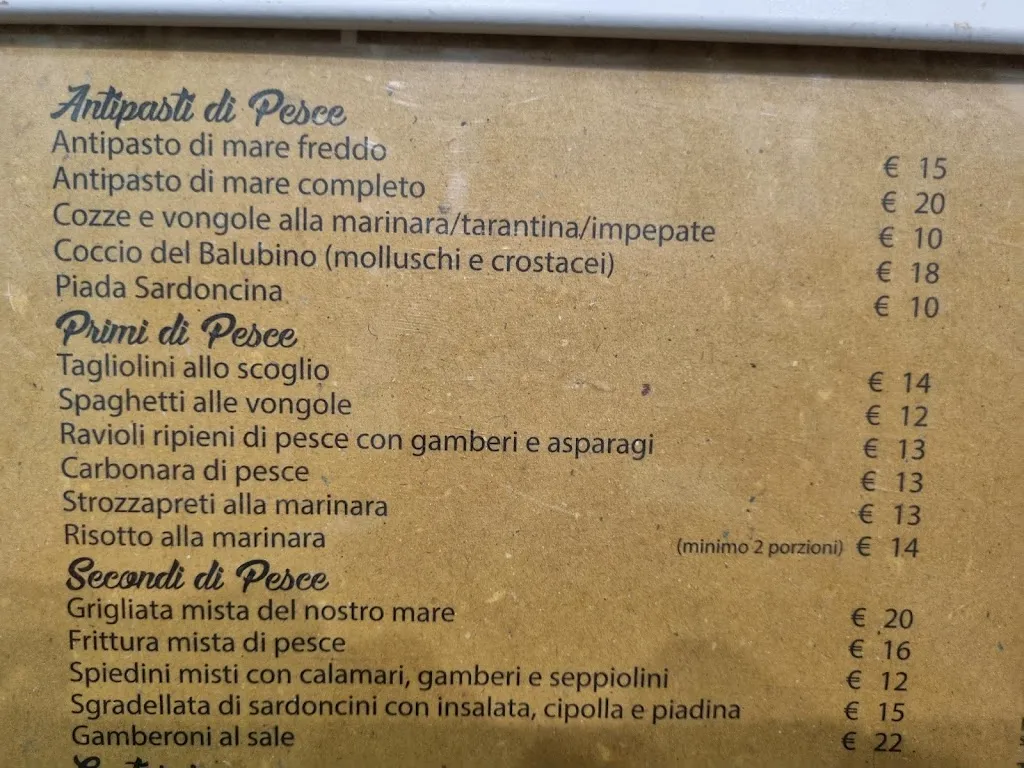 Antipasti di Pesce
Antipasto di mare freddo € 15
Antipasto di mare completo € 20
Cozze e vongole alla marinara/tarantina/impepate € 10
Coccio del Balubino (molluschi e crostacei) € 18
Piada Sardoncina € 10
Primi di Pesce
Tagliolini allo scoglio € 14
Spaghetti alle vongole € 12
Ravioli ripieni di pesce con gamberi e asparagi € 13
Carbonara di pesce € 13
Strozzapreti alla marinara € 13
Risotto alla marinara (minimo 2 porzioni) € 14
Secondi di Pesce
Grigliata mista del nostro mare € 20
Frittura mista di pesce € 16
Spiedini misti con calamari, gamberi e seppiolini € 12
Sgradellata di sardoncini con insalata, cipolla e piadina € 15
Gamberoni al sale € 22